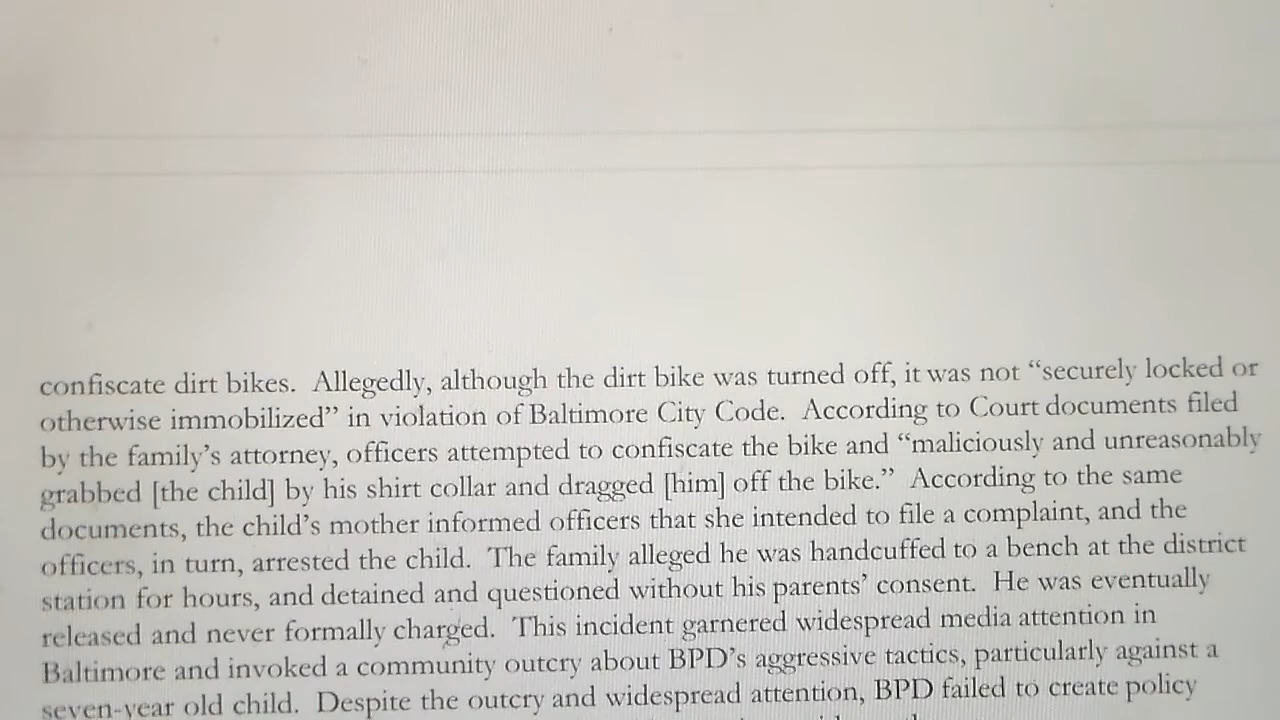 confiscate dirt bikes.  Allegedly, although the dirt bike was turned off, it was not “securely locked or
otherwise immobilized” in violation of Baltimore City Code.  According to Court documents filed
by the family’s attorney, officers attempted to confiscate the bike and “maliciously and unreasonably
grabbed [the child] by his shirt collar and dragged [him] off the bike.”  According to the same
documents, the child’s mother informed officers that she intended to file a complaint, and the
officers, in turn, arrested the child.  The family alleged he was handcuffed to a bench at the district
station for hours, and detained and questioned without his parents’ consent.  He was eventually
released and never formally charged.  This incident garnered widespread media attention in
Baltimore and invoked a community outcry about BPD’s aggressive tactics, particularly against a
seven-year old child.  Despite the outcry and widespread attention, BPD failed to create policy